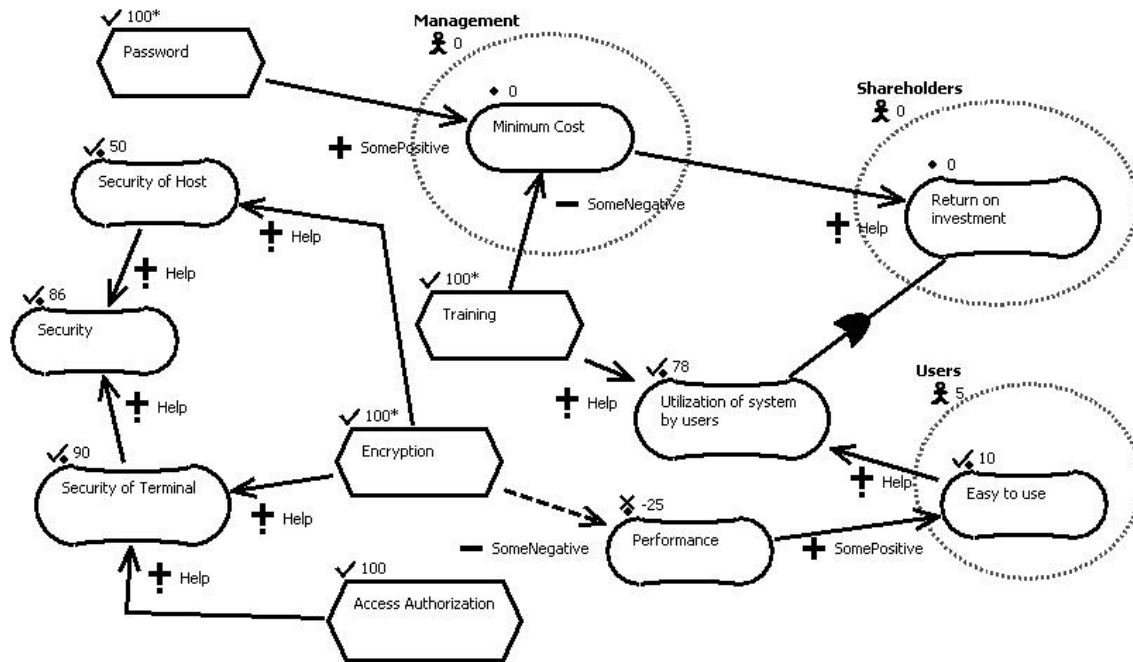 100*
Password
Management
0
0
Minimum Cost
SomePositive
Shareholders
0
0
Return on
investment
50
Security of Host
Help
SomeNegative
Help
Help
86
Security
100*
Training
Help
78
Utilization of system
by users
Users
5
Help
100*
Encryption
10
Easy to use
Help
90
Security of Terminal
Help
-25
Performance
SomeNegative
SomePositive
Help
100
Access Authorization